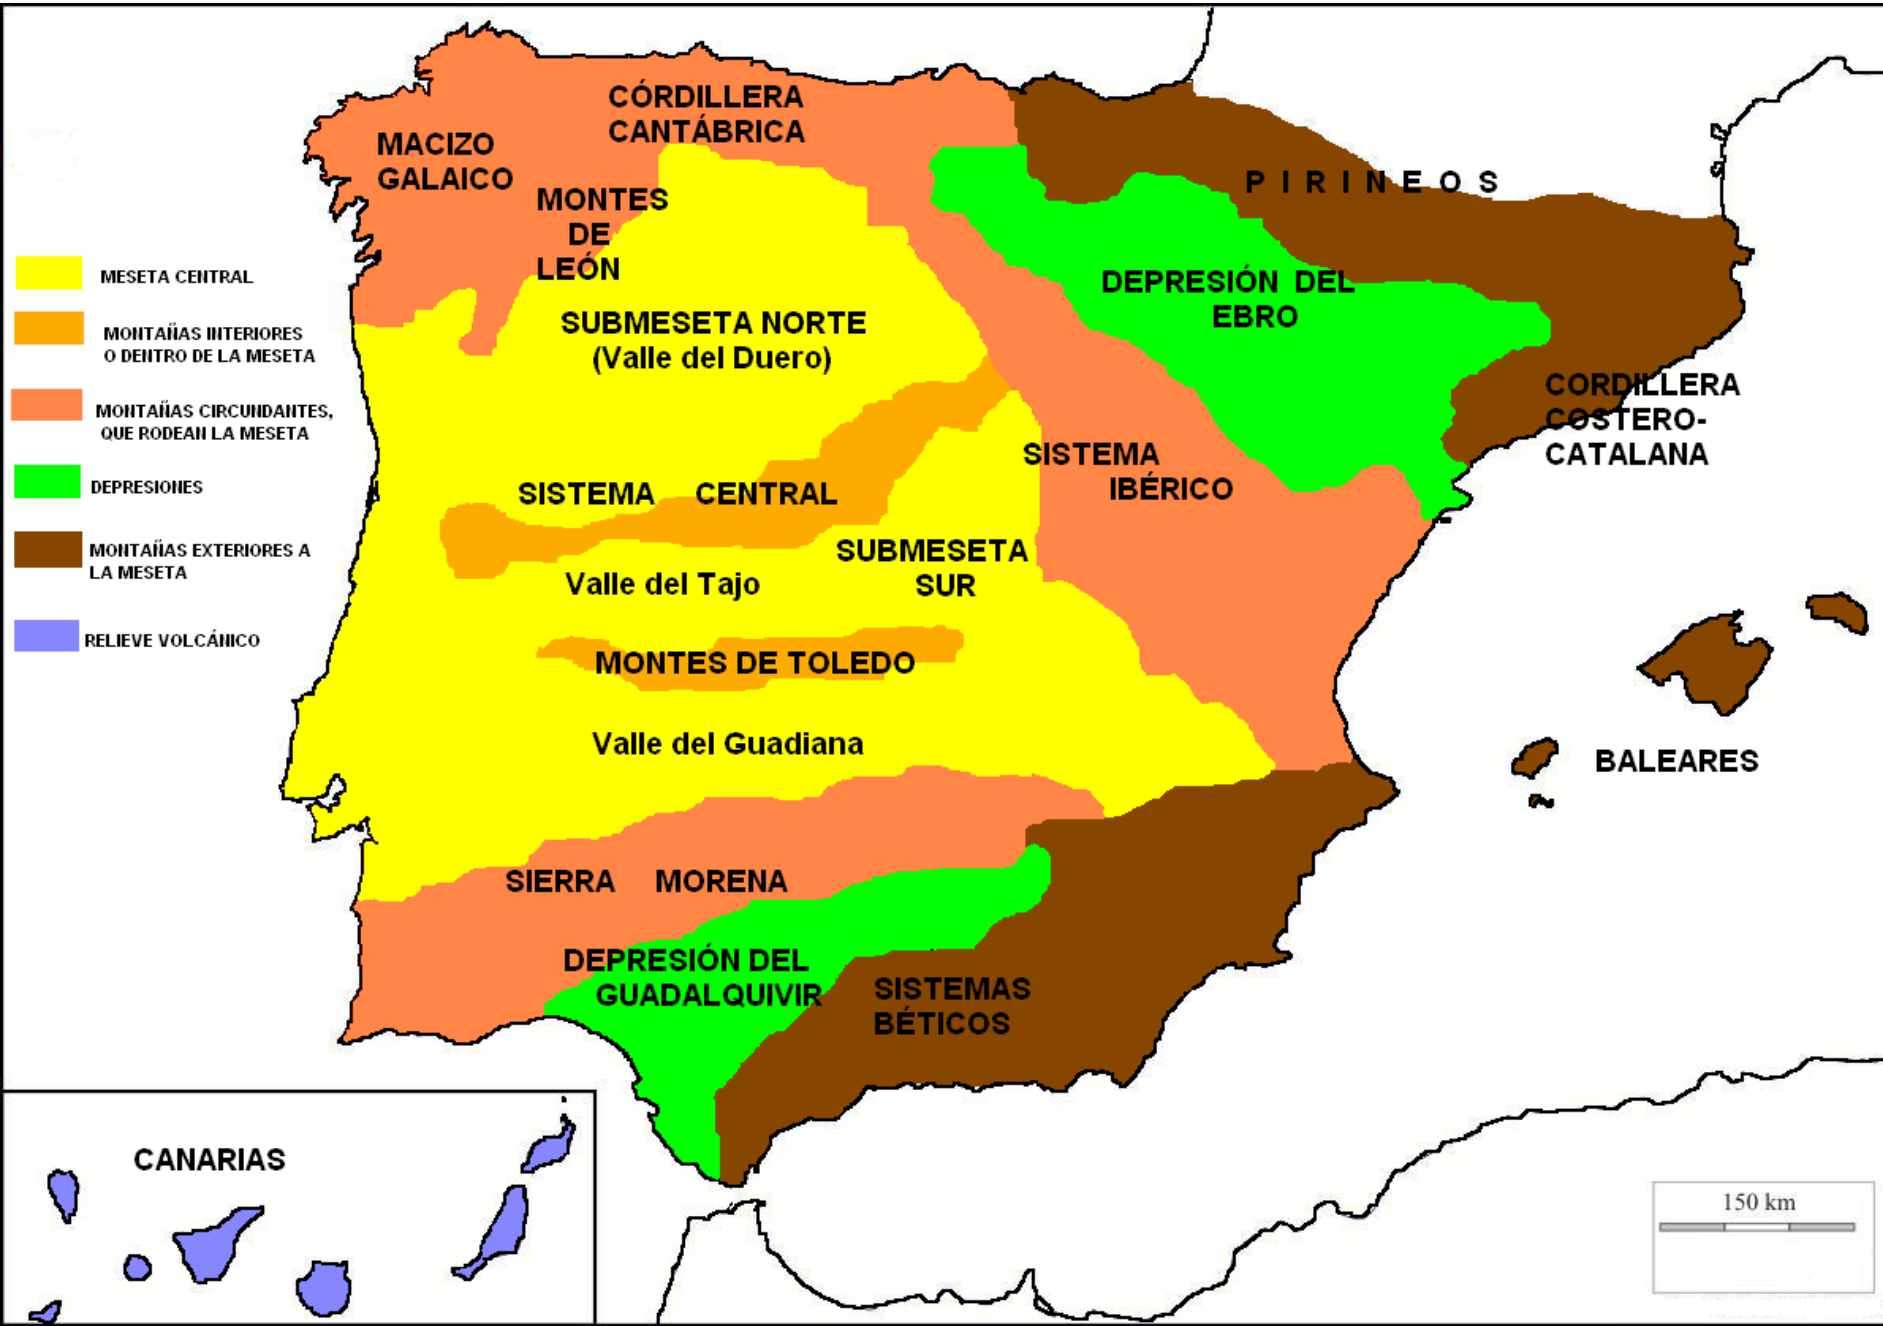 CÓRDILLERA
CANTÁBRICA
MACIZO
GALAICO
MONTES
DE
LEÓN
P I R I N E O S
MESETA CENTRAL
MONTAÑAS INTERIORES
O DENTRO DE LA MESETA
MONTAÑAS CIRCUNDANTES,
QUE RODEAN LA MESETA
DEPRESIONES
MONTAÑAS EXTERIORES A
LA MESETA
RELIEVE VOLCÁNICO
SUBMESETA NORTE
(Valle del Duero)
DEPRESIÓN DEL
EBRO
CORDILLERA
COSTERO-
CATALANA
SISTEMA
IBÉRICO
SISTEMA CENTRAL
SUBMESETA
SUR
Valle del Tajo
MONTES DE TOLEDO
Valle del Guadiana
BALEARES
SIERRA MORENA
DEPRESIÓN DEL
GUADALQUIVIR
SISTEMAS
BÉTICOS
CANARIAS
150 km